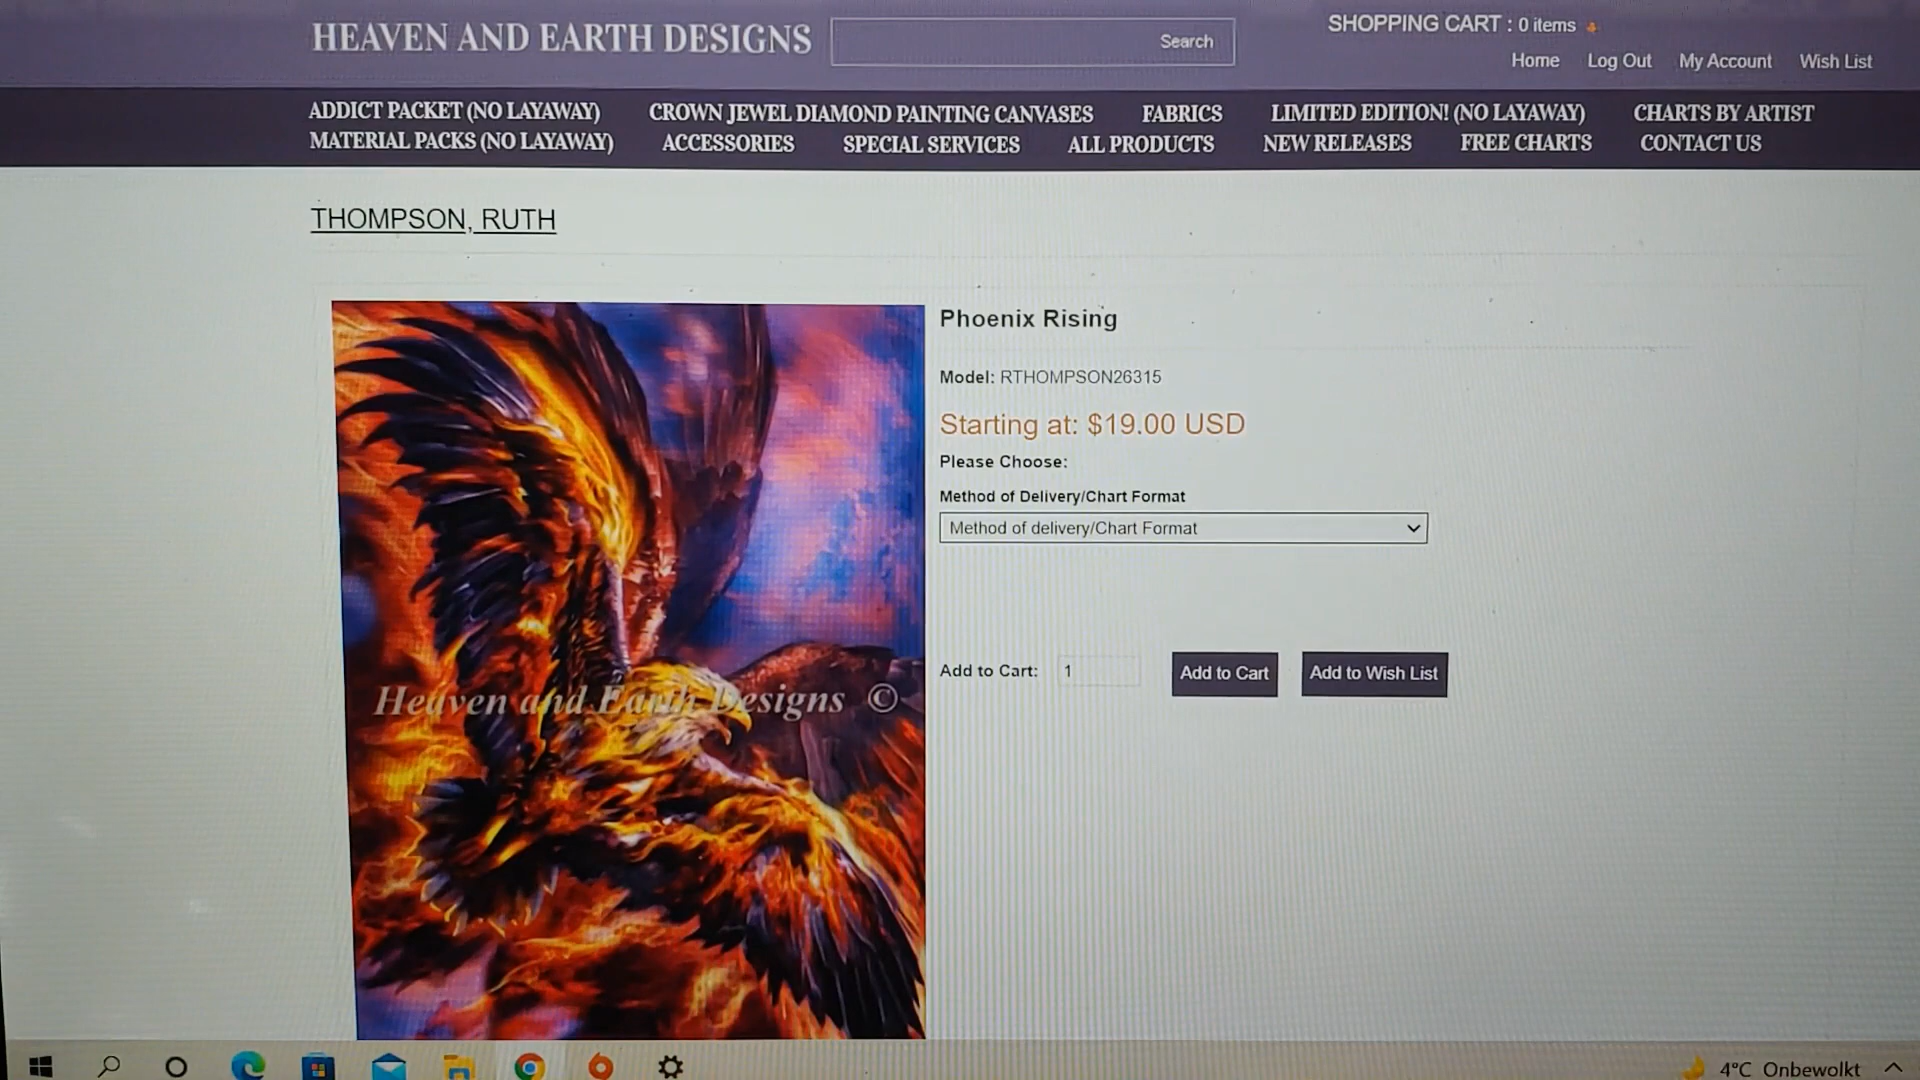 HEAVEN AND EARTH DESIGNS
Search
SHOPPING CART : 0 items
Home Log Out My Account Wish List
ADDICT PACKET (NO LAYAWAY) CROWN JEWEL DIAMOND PAINTING CANVASES FABRICS LIMITED EDITION! (NO LAYAWAY) CHARTS BY ARTIST
MATERIAL PACKS (NO LAYAWAY) ACCESSORIES SPECIAL SERVICES ALL PRODUCTS NEW RELEASES FREE CHARTS CONTACT US
THOMPSON, RUTH
Phoenix Rising
Model: RTHOMPSON26315
Starting at: $19.00 USD
Please Choose:
Method of Delivery/Chart Format
Method of delivery/Chart Format
Add to Cart: 1 Add to Cart Add to Wish List
Heaven and Earth Designs ©
4°C Onbewolkt